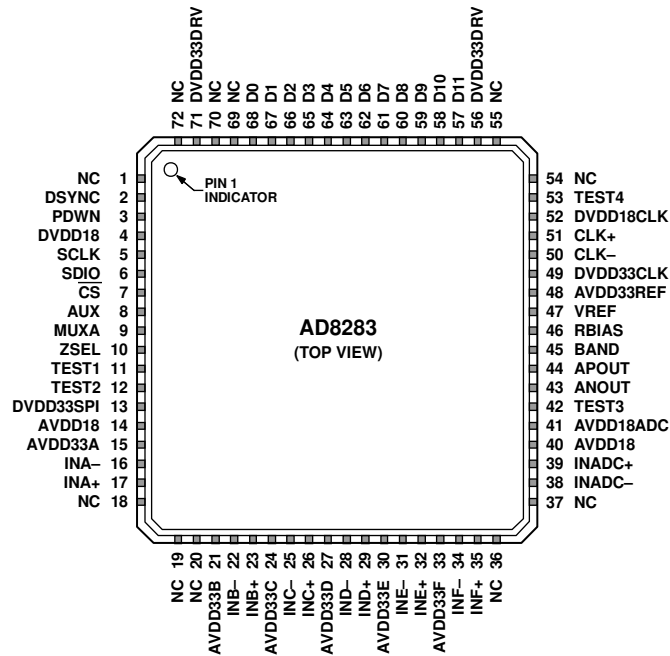 72 NC
71 DVDD33DRV
70 NC
69 NC
68 D0
67 D1
66 D2
65 D3
64 D4
63 D5
62 D6
61 D7
60 D8
59 D9
58 D10
57 D11
56 DVDD33DRV
55 NC
PIN 1
INDICATOR
NC 1
DSYNC 2
PDWN 3
DVDD18 4
SCLK 5
SDIO 6
CS 7
AUX 8
MUXA 9
ZSEL 10
TEST1 11
TEST2 12
DVDD33SPI 13
AVDD18 14
AVDD33A 15
INA– 16
INA+ 17
NC 18
AD8283
(TOP VIEW)
54 NC
53 TEST4
52 DVDD18CLK
51 CLK+
50 CLK–
49 DVDD33CLK
48 AVDD33REF
47 VREF
46 RBIAS
45 BAND
44 APOUT
43 ANOUT
42 TEST3
41 AVDD18ADC
40 AVDD18
39 INADC+
38 INADC–
37 NC
NC 19
NC 20
AVDD33B 21
INB– 22
INB+ 23
AVDD33C 24
INC– 25
INC+ 26
AVDD33D 27
IND– 28
IND+ 29
AVDD33E 30
INE– 31
INE+ 32
AVDD33F 33
INF– 34
INF+ 35
NC 36